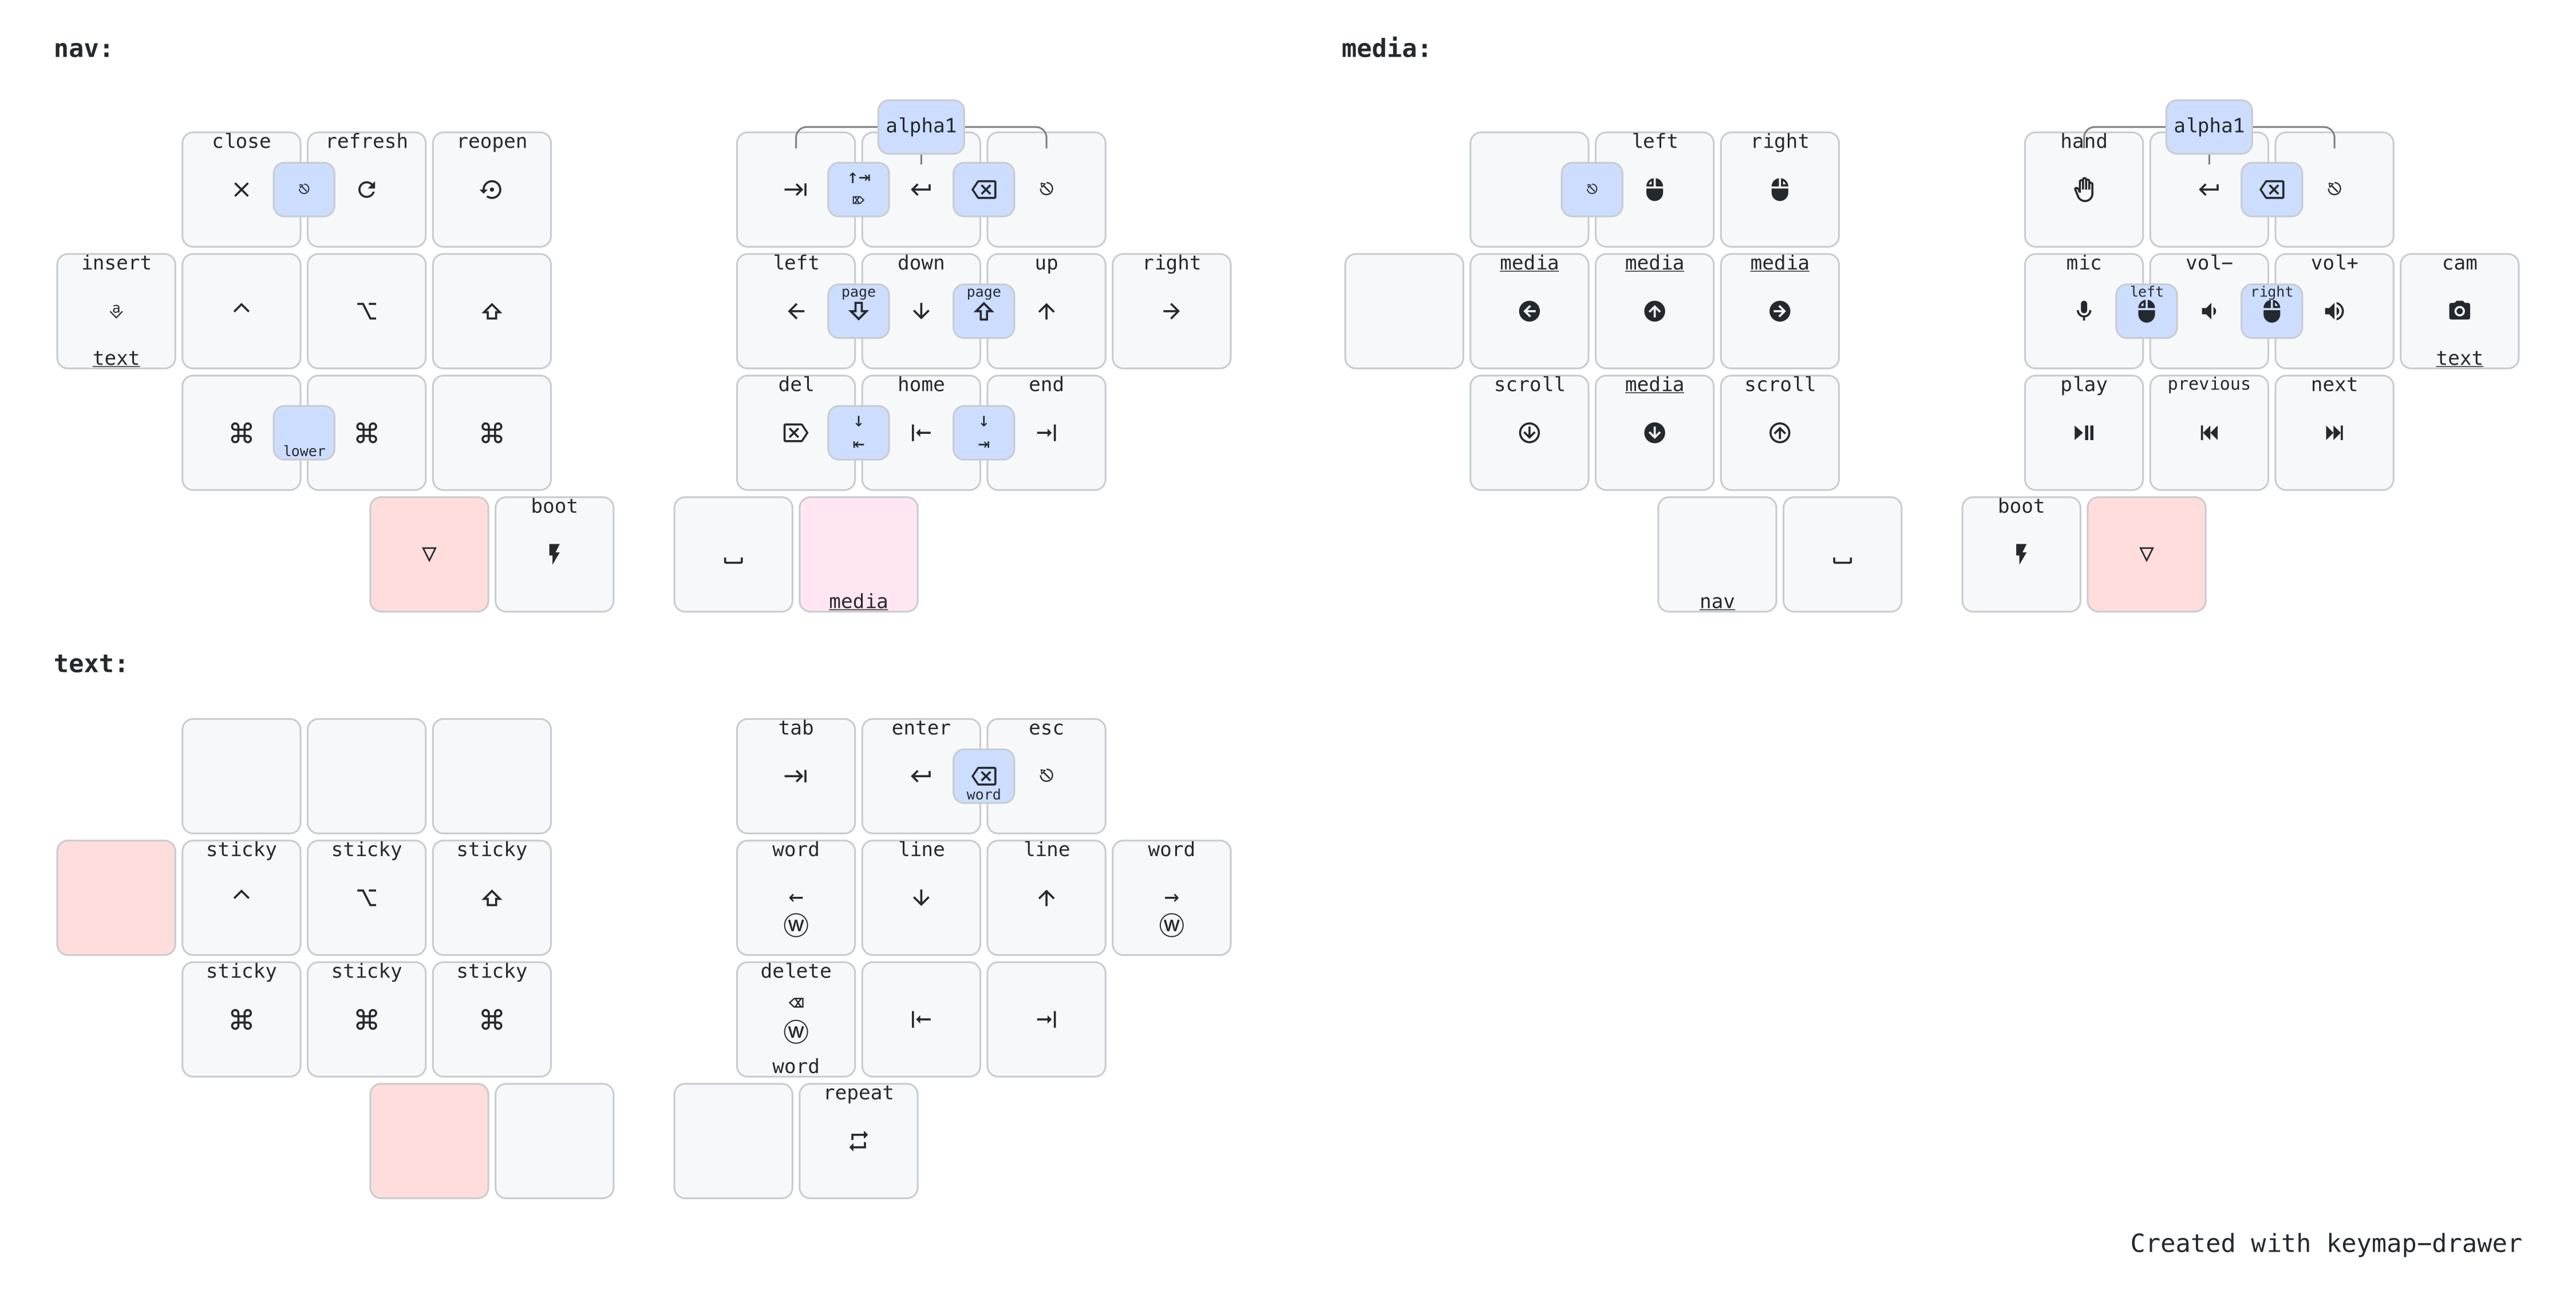 nav:
alpha1
close refresh reopen
insert
text
left down up right
page page
del home end
lower
boot
media
media:
alpha1
left right hand
media media media
mic vol− vol+ cam
left right
text
scroll media scroll
play previous next
nav
boot
text:
tab enter esc
word
sticky sticky sticky
word line line word
W W
sticky sticky sticky
delete
W
word
repeat
Created with keymap−drawer